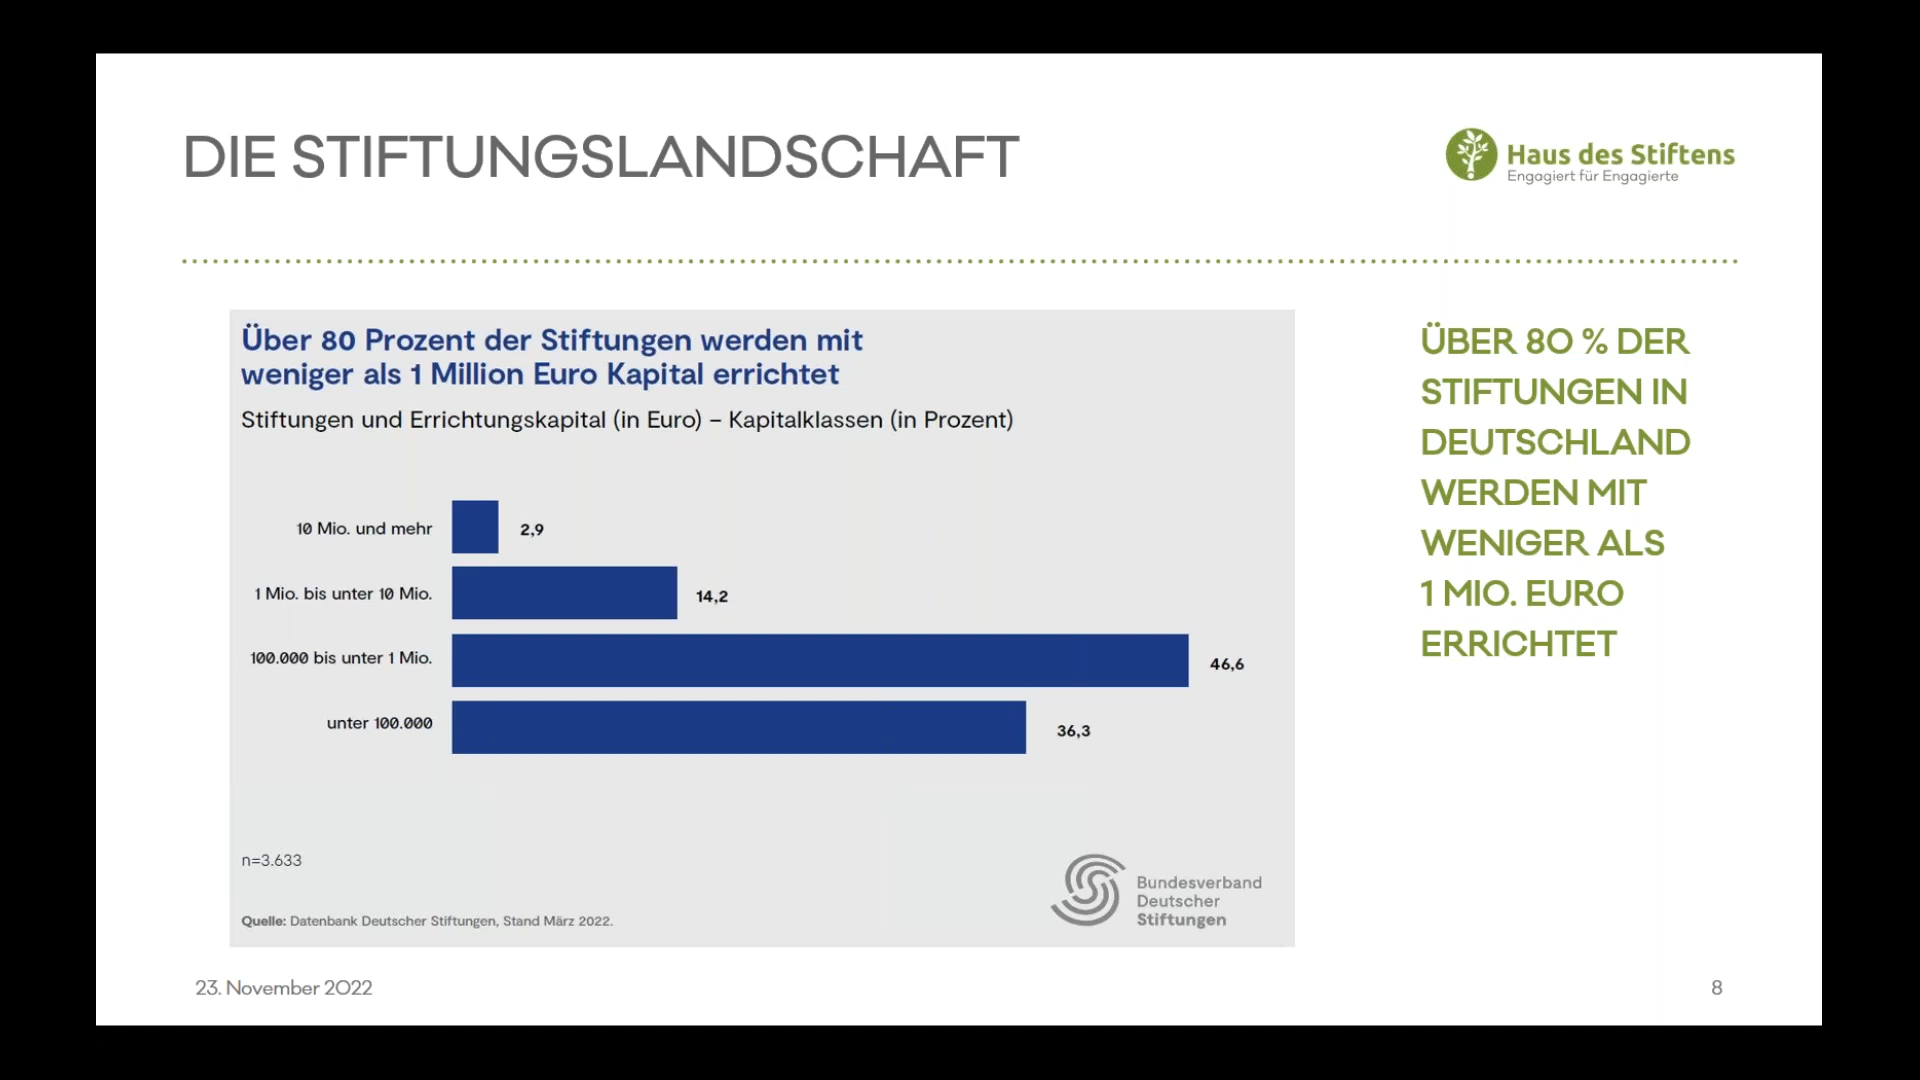 DIE STIFTUNGSLANDSCHAFT
Haus des Stiftens
Engagiert für Engagierte
Über 80 Prozent der Stiftungen werden mit
weniger als 1 Million Euro Kapital errichtet
Stiftungen und Errichtungskapital (in Euro) – Kapitalklassen (in Prozent)
10 Mio. und mehr 2,9
1 Mio. bis unter 10 Mio. 14,2
100.000 bis unter 1 Mio. 46,6
unter 100.000 36,3
n=3.633
Bundesverband
Deutscher
Stiftungen
Quelle: Datenbank Deutscher Stiftungen, Stand März 2022.
ÜBER 80 % DER
STIFTUNGEN IN
DEUTSCHLAND
WERDEN MIT
WENIGER ALS
1 MIO. EURO
ERRICHTET
23. November 2022
8